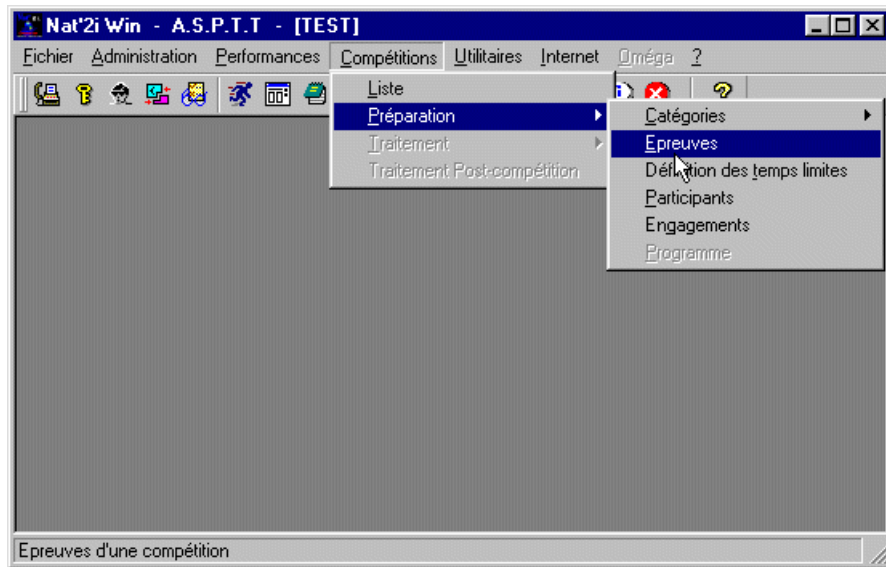 Nat'2i Win - A.S.P.T.T - [TEST]
Fichier Administration Performances Compétitions Utilitaires Internet Oméga ?
Liste
Préparation
Traitement
Traitement Post-compétition
Catégories
Epreuves
Définition des temps limites
Participants
Engagements
Programme
Epreuves d'une compétition